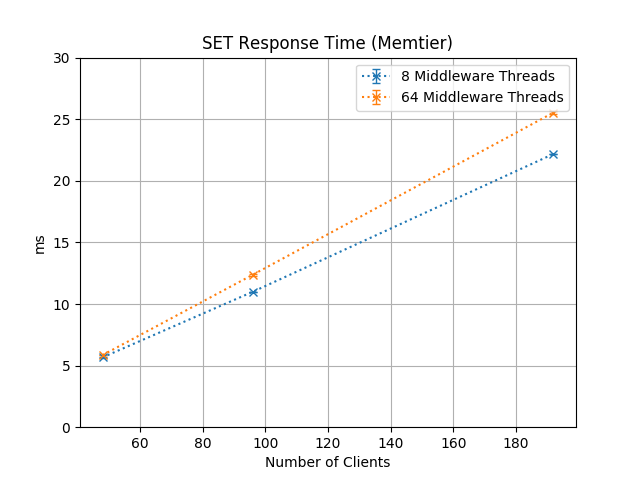 SET Response Time (Memtier)
8 Middleware Threads
64 Middleware Threads
30
25
20
15
10
5
0
ms
60 80 100 120 140 160 180
Number of Clients